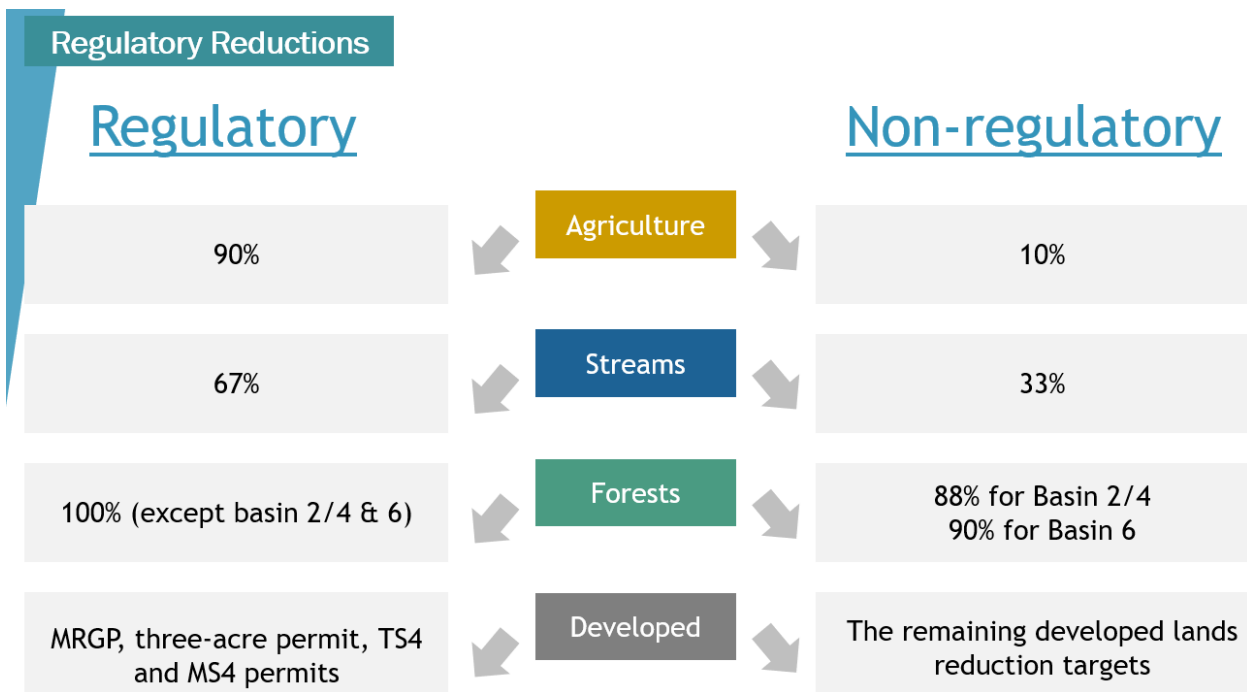 Regulatory Reductions
Regulatory
Non-regulatory
Agriculture
90%
10%
Streams
67%
33%
Forests
100% (except basin 2/4 & 6)
88% for Basin 2/4
90% for Basin 6
Developed
MRGP, three-acre permit, TS4
and MS4 permits
The remaining developed lands
reduction targets